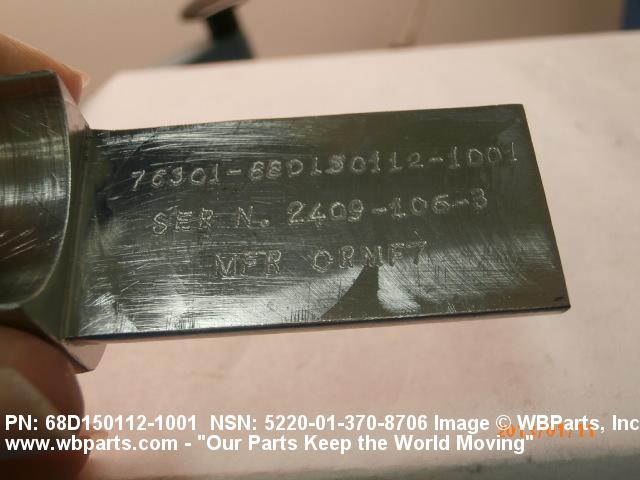 76301-68D150112-1001
SER N. 2409-106-3
MFR ORMF7
PN: 68D150112-1001 NSN: 5220-01-370-8706 Image © WBParts, Inc
www.wbparts.com - "Our Parts Keep the World Moving"